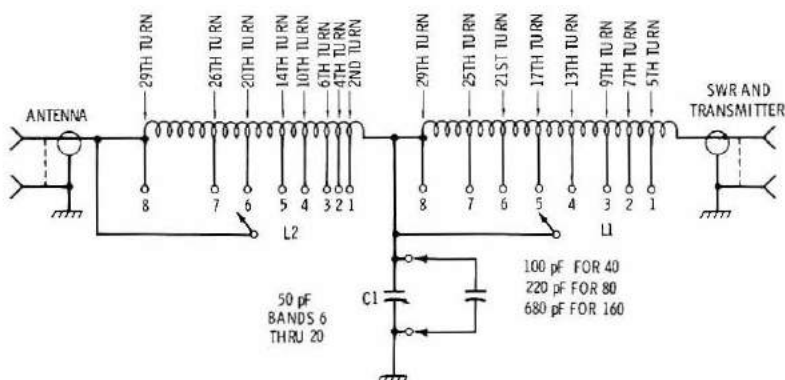 29TH TURN
26TH TURN
20TH TURN
14TH TURN
10TH TURN
6TH TURN
4TH TURN
2ND TURN
29TH TURN
25TH TURN
21ST TURN
17TH TURN
13TH TURN
9TH TURN
7TH TURN
5TH TURN
ANTENNA
SWR AND
TRANSMITTER
8 7 6 5 4 3 2 1
8 7 6 5 4 3 2 1
L2
L1
50 pF
BANDS 6
THRU 20
C1
100 pF FOR 40
220 pF FOR 80
680 pF FOR 160